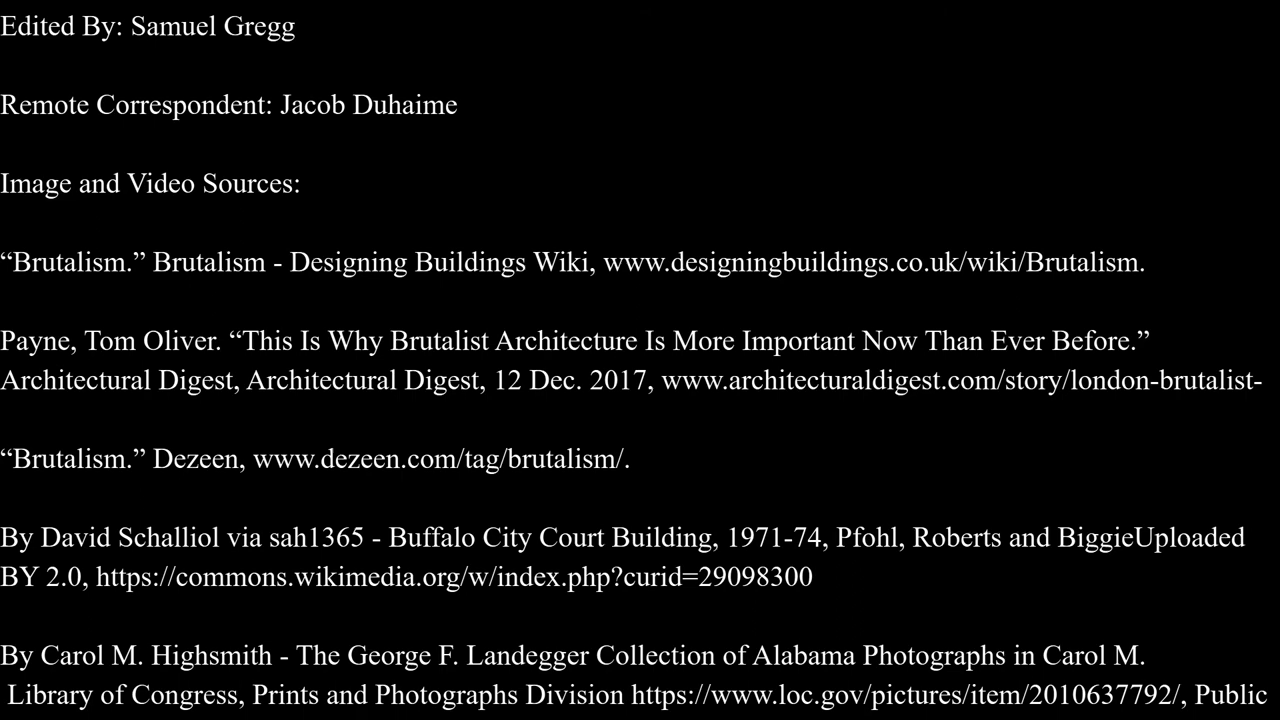 Edited By: Samuel Gregg
Remote Correspondent: Jacob Duhaime
Image and Video Sources:
“Brutalism.” Brutalism - Designing Buildings Wiki, www.designingbuildings.co.uk/wiki/Brutalism.
Payne, Tom Oliver. “This Is Why Brutalist Architecture Is More Important Now Than Ever Before.”
Architectural Digest, Architectural Digest, 12 Dec. 2017, www.architecturaldigest.com/story/london-brutalist-
“Brutalism.” Dezeen, www.dezeen.com/tag/brutalism/.
By David Schalliol via sah1365 - Buffalo City Court Building, 1971-74, Pfohl, Roberts and BiggieUploaded
BY 2.0, https://commons.wikimedia.org/w/index.php?curid=29098300
By Carol M. Highsmith - The George F. Landegger Collection of Alabama Photographs in Carol M.
Library of Congress, Prints and Photographs Division https://www.loc.gov/pictures/item/2010637792/, Public